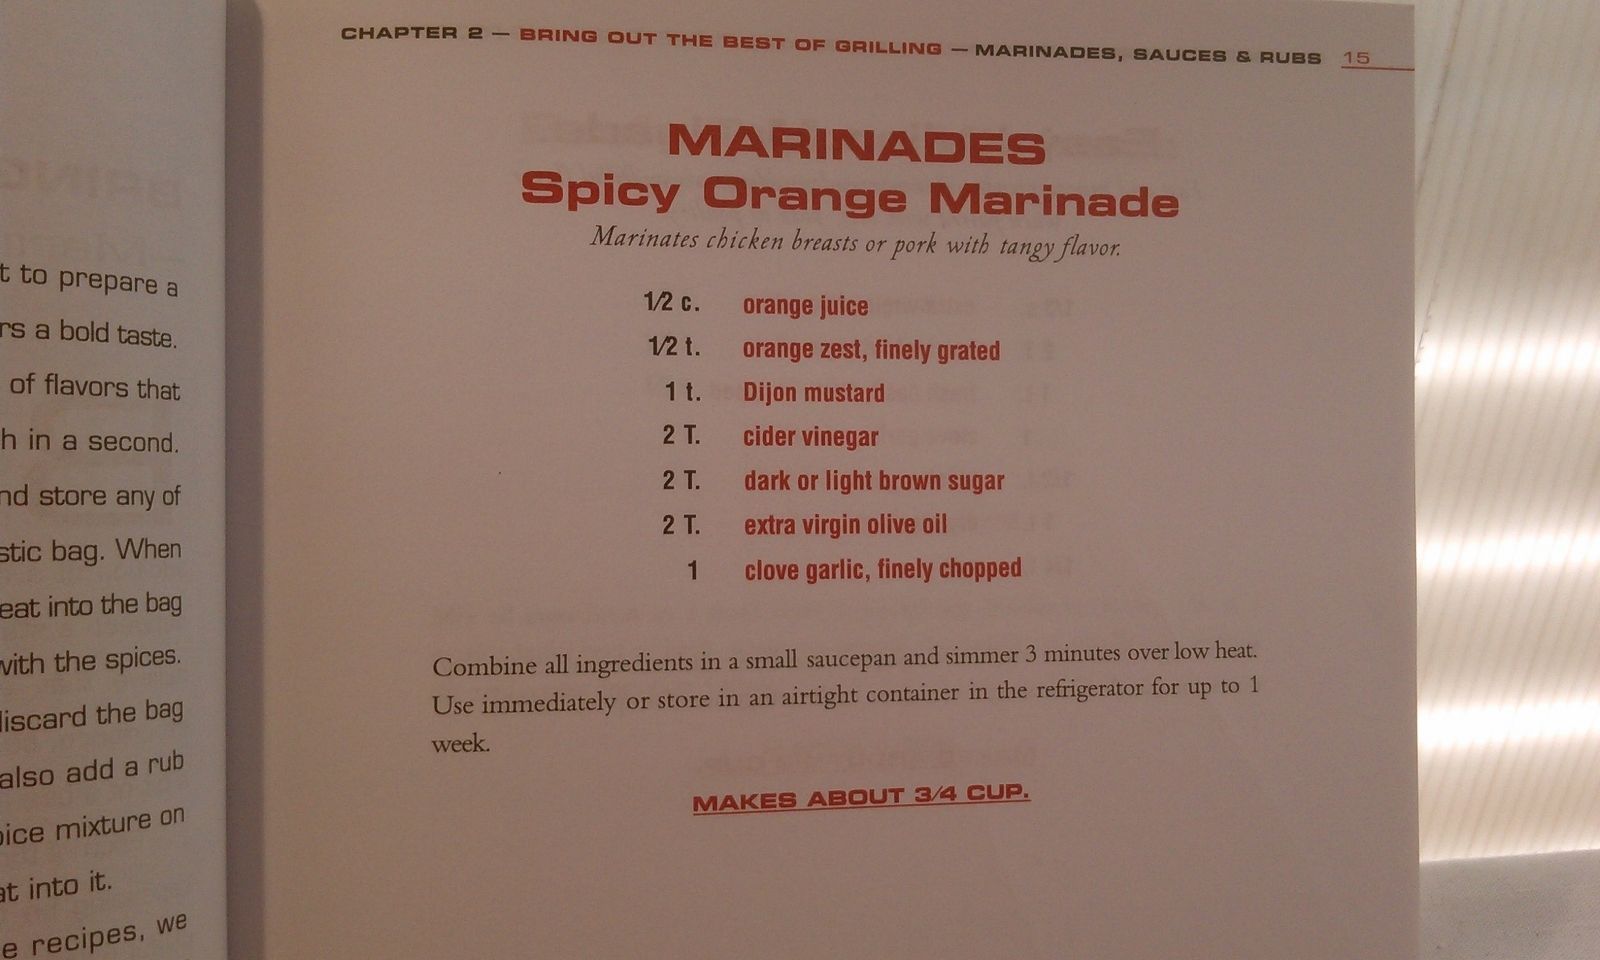 t to prepare a
rs a bold taste.
of flavors that
h in a second.
nd store any of
stic bag. When
eat into the bag
with the spices.
discard the bag
also add a rub
pice mixture on
at into it.
e recipes, we
CHAPTER 2 — BRING OUT THE BEST OF GRILLING — MARINADES, SAUCES & RUBS 15
MARINADES
Spicy Orange Marinade
Marinates chicken breasts or pork with tangy flavor.
1/2 c. orange juice
1/2 t. orange zest, finely grated
1 t. Dijon mustard
2 T. cider vinegar
2 T. dark or light brown sugar
2 T. extra virgin olive oil
1 clove garlic, finely chopped
Combine all ingredients in a small saucepan and simmer 3 minutes over low heat.
Use immediately or store in an airtight container in the refrigerator for up to 1
week.
MAKES ABOUT 3/4 CUP.